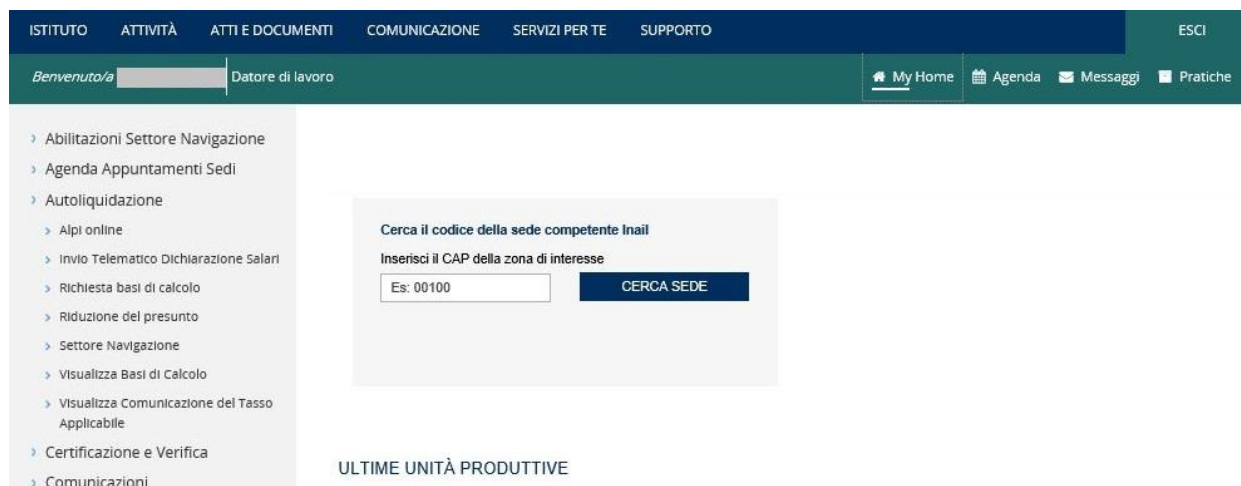 ISTITUTO ATTIVITÀ ATTI E DOCUMENTI COMUNICAZIONE SERVIZI PER TE SUPPORTO ESCI
Benvenuto/a Datore di lavoro My Home Agenda Messaggi Pratiche
Abilitazioni Settore Navigazione
Agenda Appuntamenti Sedi
Autoliquidazione
Alpi online
Invio Telematico Dichiarazione Salari
Richiesta basi di calcolo
Riduzione del presunto
Settore Navigazione
Visualizza Basi di Calcolo
Visualizza Comunicazione del Tasso
Applicabile
Certificazione e Verifica
Comunicazioni
Cerca il codice della sede competente Inail
Inserisci il CAP della zona di interesse
Es: 00100 CERCA SEDE
ULTIME UNITÀ PRODUTTIVE